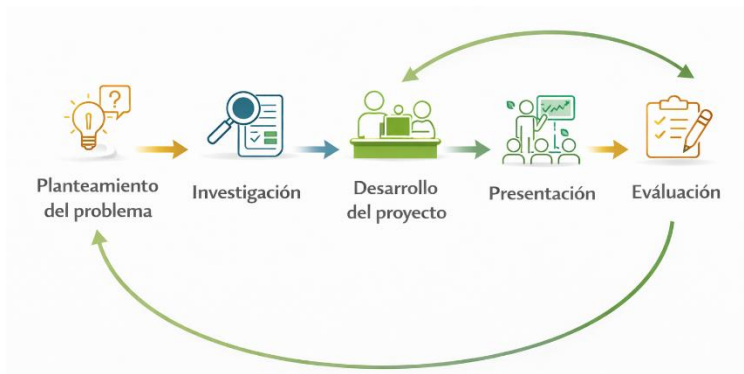 ?
Planteamiento
del problema
Investigación
Desarrollo
del proyecto
Presentación
Eváluación